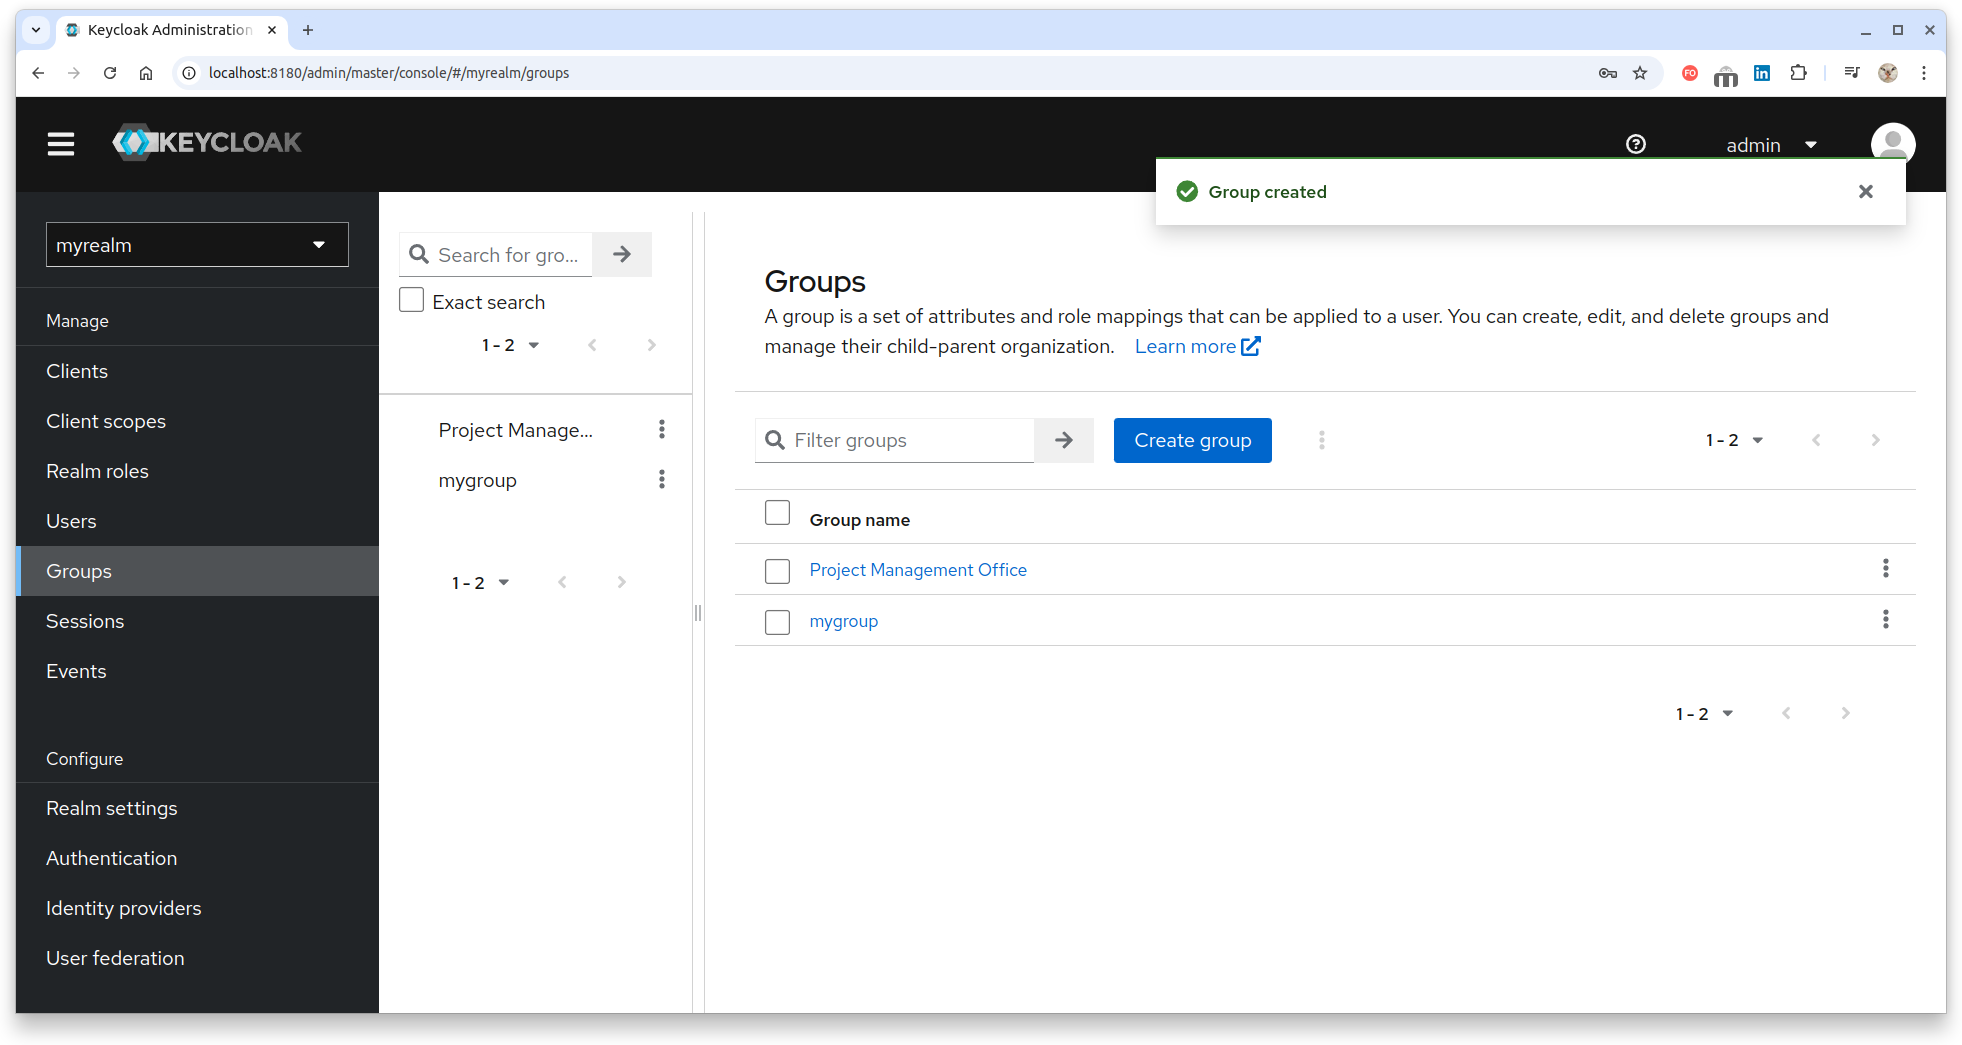 Keycloak Administration
localhost:8180/admin/master/console/#/myrealm/groups
FO
in
KEYCLOAK
admin
Group created
myrealm
Manage
Clients
Client scopes
Realm roles
Users
Groups
Sessions
Events
Configure
Realm settings
Authentication
Identity providers
User federation
Search for gro...
Exact search
1 - 2
Project Manage...
mygroup
1 - 2
Groups
A group is a set of attributes and role mappings that can be applied to a user. You can create, edit, and delete groups and
manage their child-parent organization. Learn more
Filter groups
Create group
1 - 2
Group name
Project Management Office
mygroup
1 - 2